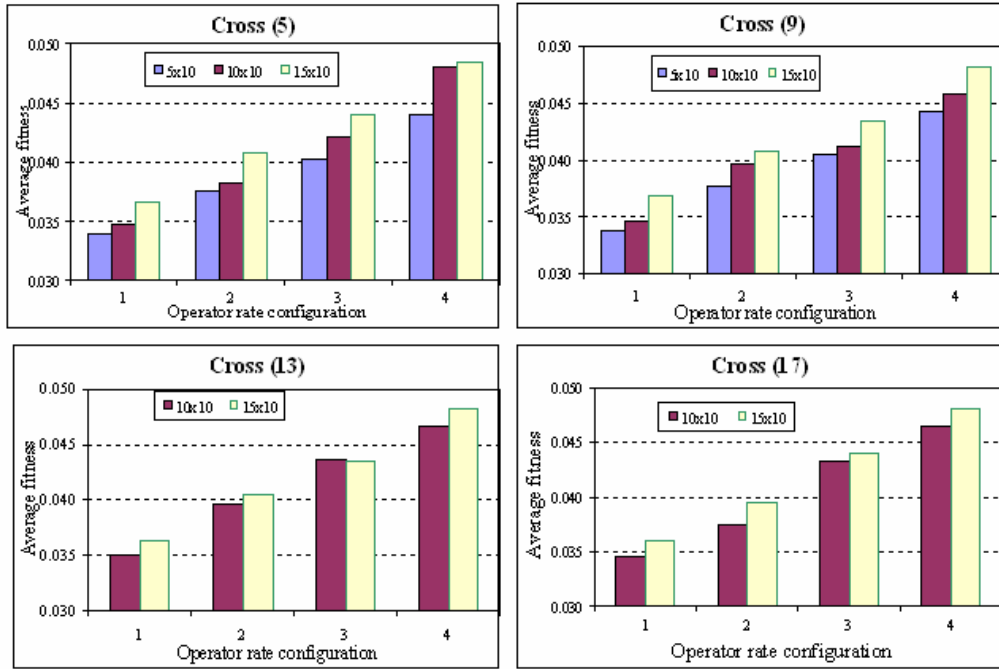 Cross (5)
0.050
0.045
0.040
0.035
0.030
Average fitness
5x10 10x10 15x10
1 2 3 4
Operator rate configuration
Cross (9)
0.050
0.045
0.040
0.035
0.030
Average fitness
5x10 10x10 15x10
1 2 3 4
Operator rate configuration
Cross (13)
0.050
0.045
0.040
0.035
0.030
Average fitness
10x10 15x10
1 2 3 4
Operator rate configuration
Cross (17)
0.050
0.045
0.040
0.035
0.030
Average fitness
10x10 15x10
1 2 3 4
Operator rate configuration